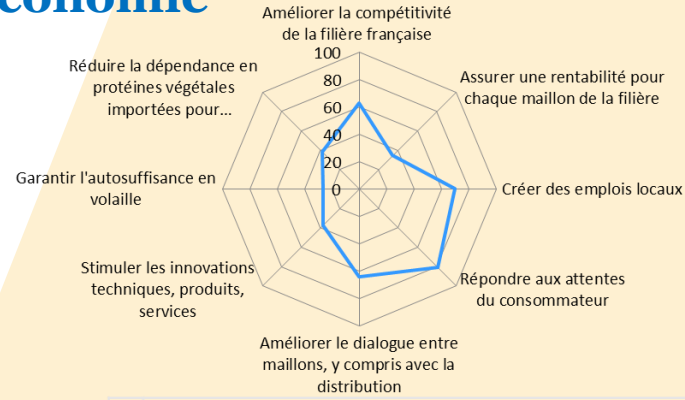 Améliorer la compétitivité
de la filière française
100
80
60
40
20
0
Assurer une rentabilité pour
chaque maillon de la filière
Créer des emplois locaux
Répondre aux attentes
du consommateur
Améliorer le dialogue entre
maillons, y compris avec la
distribution
Stimuler les innovations
techniques, produits,
services
Garantir l'autosuffisance en
volaille
Réduire la dépendance en
protéines végétales
importées pour...